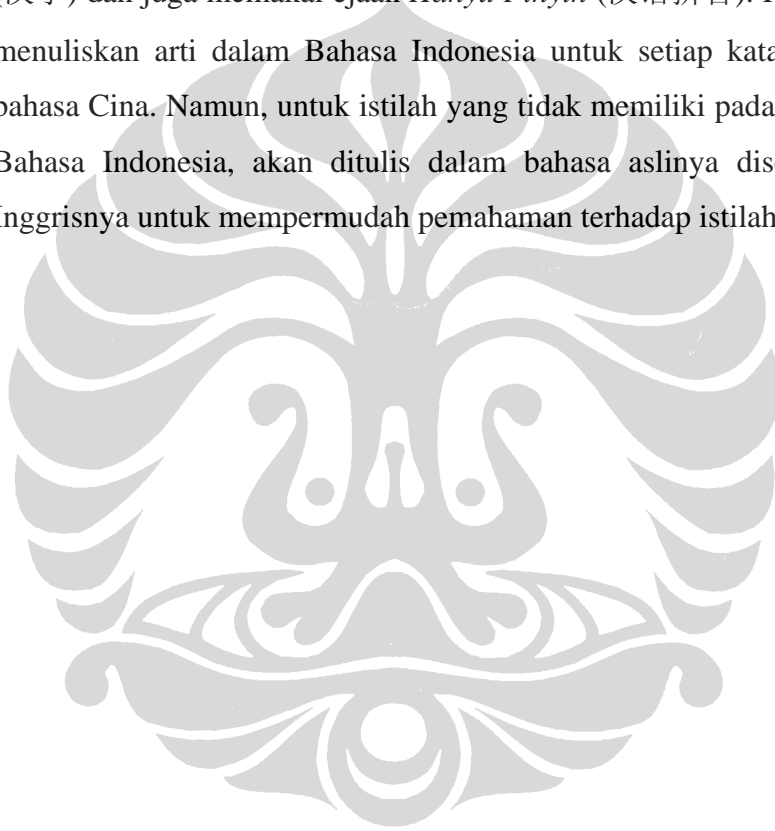 (汉字) dan juga memakai ejaan Hanyu Pinyin (汉语拼音).
menuliskan arti dalam Bahasa Indonesia untuk setiap kata
bahasa Cina. Namun, untuk istilah yang tidak memiliki pada
Bahasa Indonesia, akan ditulis dalam bahasa aslinya dis
Inggrisnya untuk mempermudah pemahaman terhadap istilah